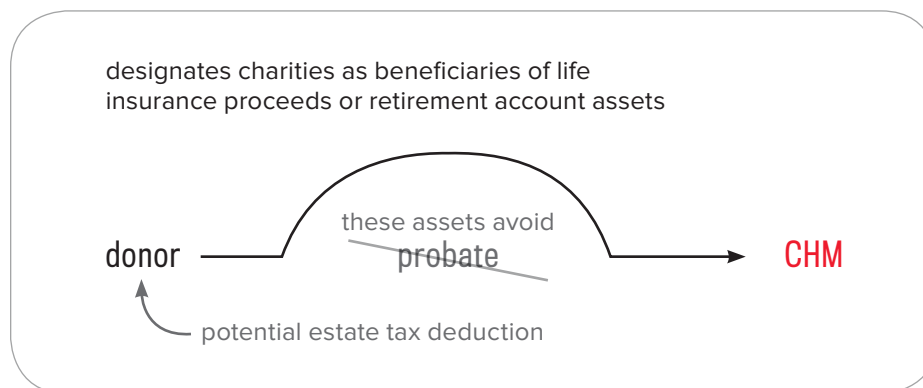 designates charities as beneficiaries of life
insurance proceeds or retirement account assets
these assets avoid
donor probate CHM
potential estate tax deduction